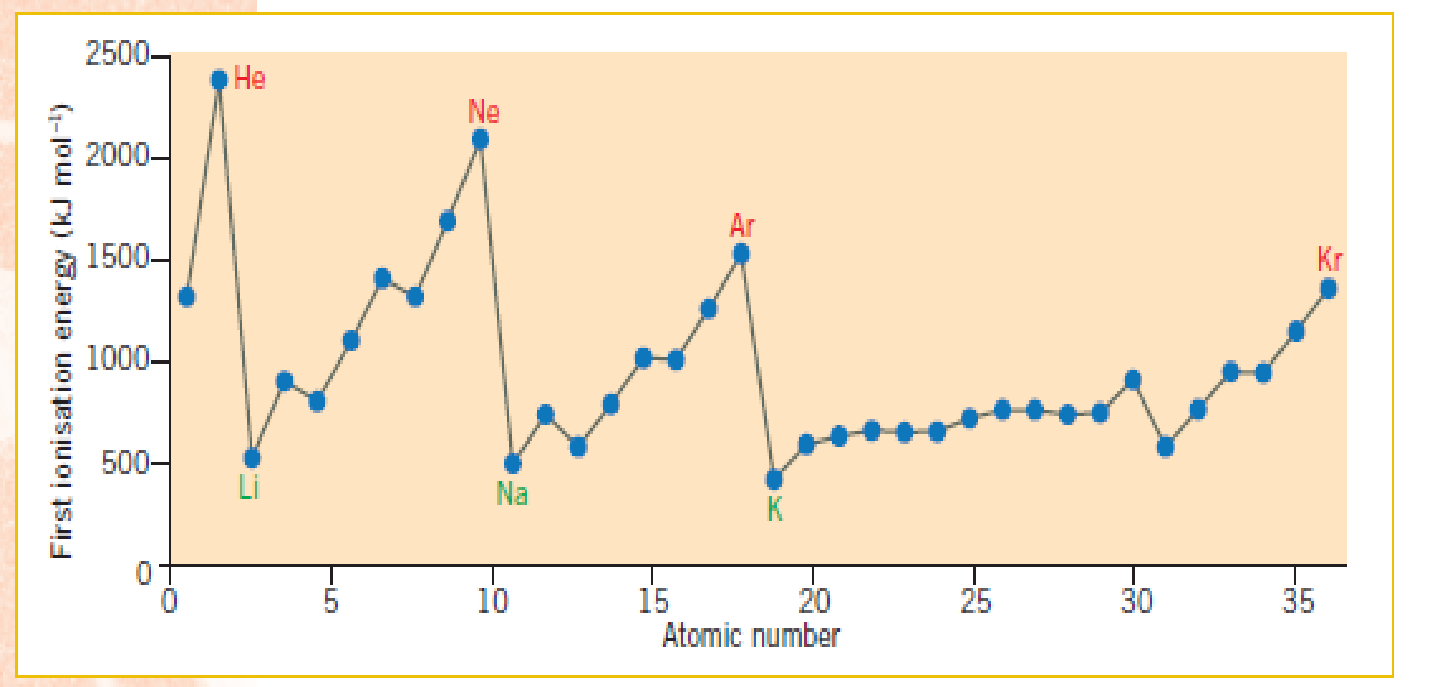 2500
2000
1500
1000
500
0
First ionisation energy (kJ mol⁻¹)
He
Ne
Ar
Kr
Li
Na
K
0 5 10 15 20 25 30 35
Atomic number